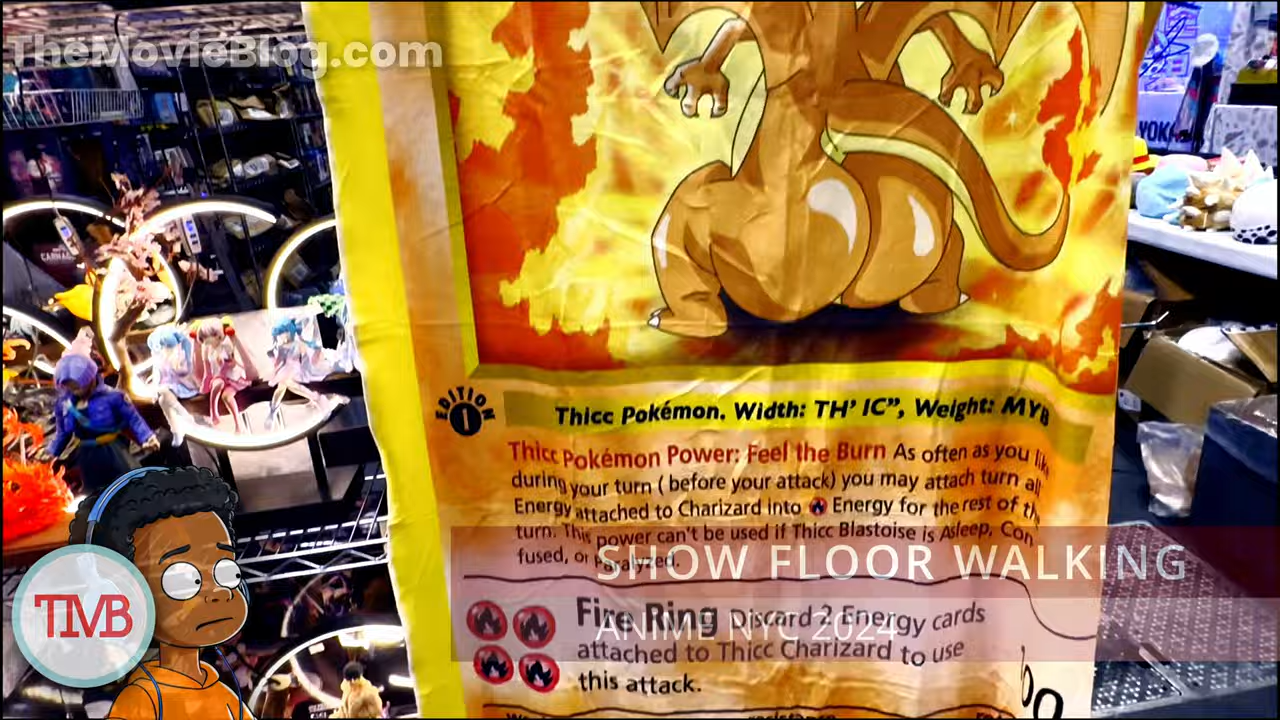 TheMovieBlog.com
YOK
EDITION
1
Thicc Pokémon. Width: TH' IC", Weight: MY
Thicc Pokémon Power: Feel the Burn As often as you
during your turn ( before your attack) you may attach turn all
Energy attached to Charizard into Energy for the rest of
turn. This power can't be used if Thicc Blastoise is Asleep, Con
fused, or Paralyzed.
SHOW FLOOR WALKING
Fire Ring Discard 2 Energy cards
ANIME NYC 2024
attached to Thicc Charizard to use
this attack.
TMB